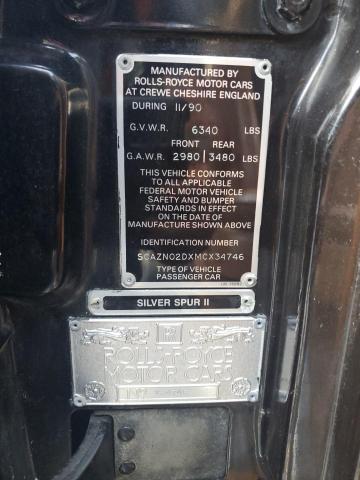 MANUFACTURED BY
ROLLS-ROYCE MOTOR CARS
AT CREWE CHESHIRE ENGLAND
DURING 11/90
G.V.W.R. 6340 LBS
FRONT REAR
G.A.W.R. 2980 | 3480 LBS
THIS VEHICLE CONFORMS
TO ALL APPLICABLE
FEDERAL MOTOR VEHICLE
SAFETY AND BUMPER
STANDARDS IN EFFECT
ON THE DATE OF
MANUFACTURE SHOWN ABOVE
IDENTIFICATION NUMBER
SCAZN02DXMCX34746
TYPE OF VEHICLE
PASSENGER CAR
SILVER SPUR II
ROLLS-ROYCE
MOTOR CARS